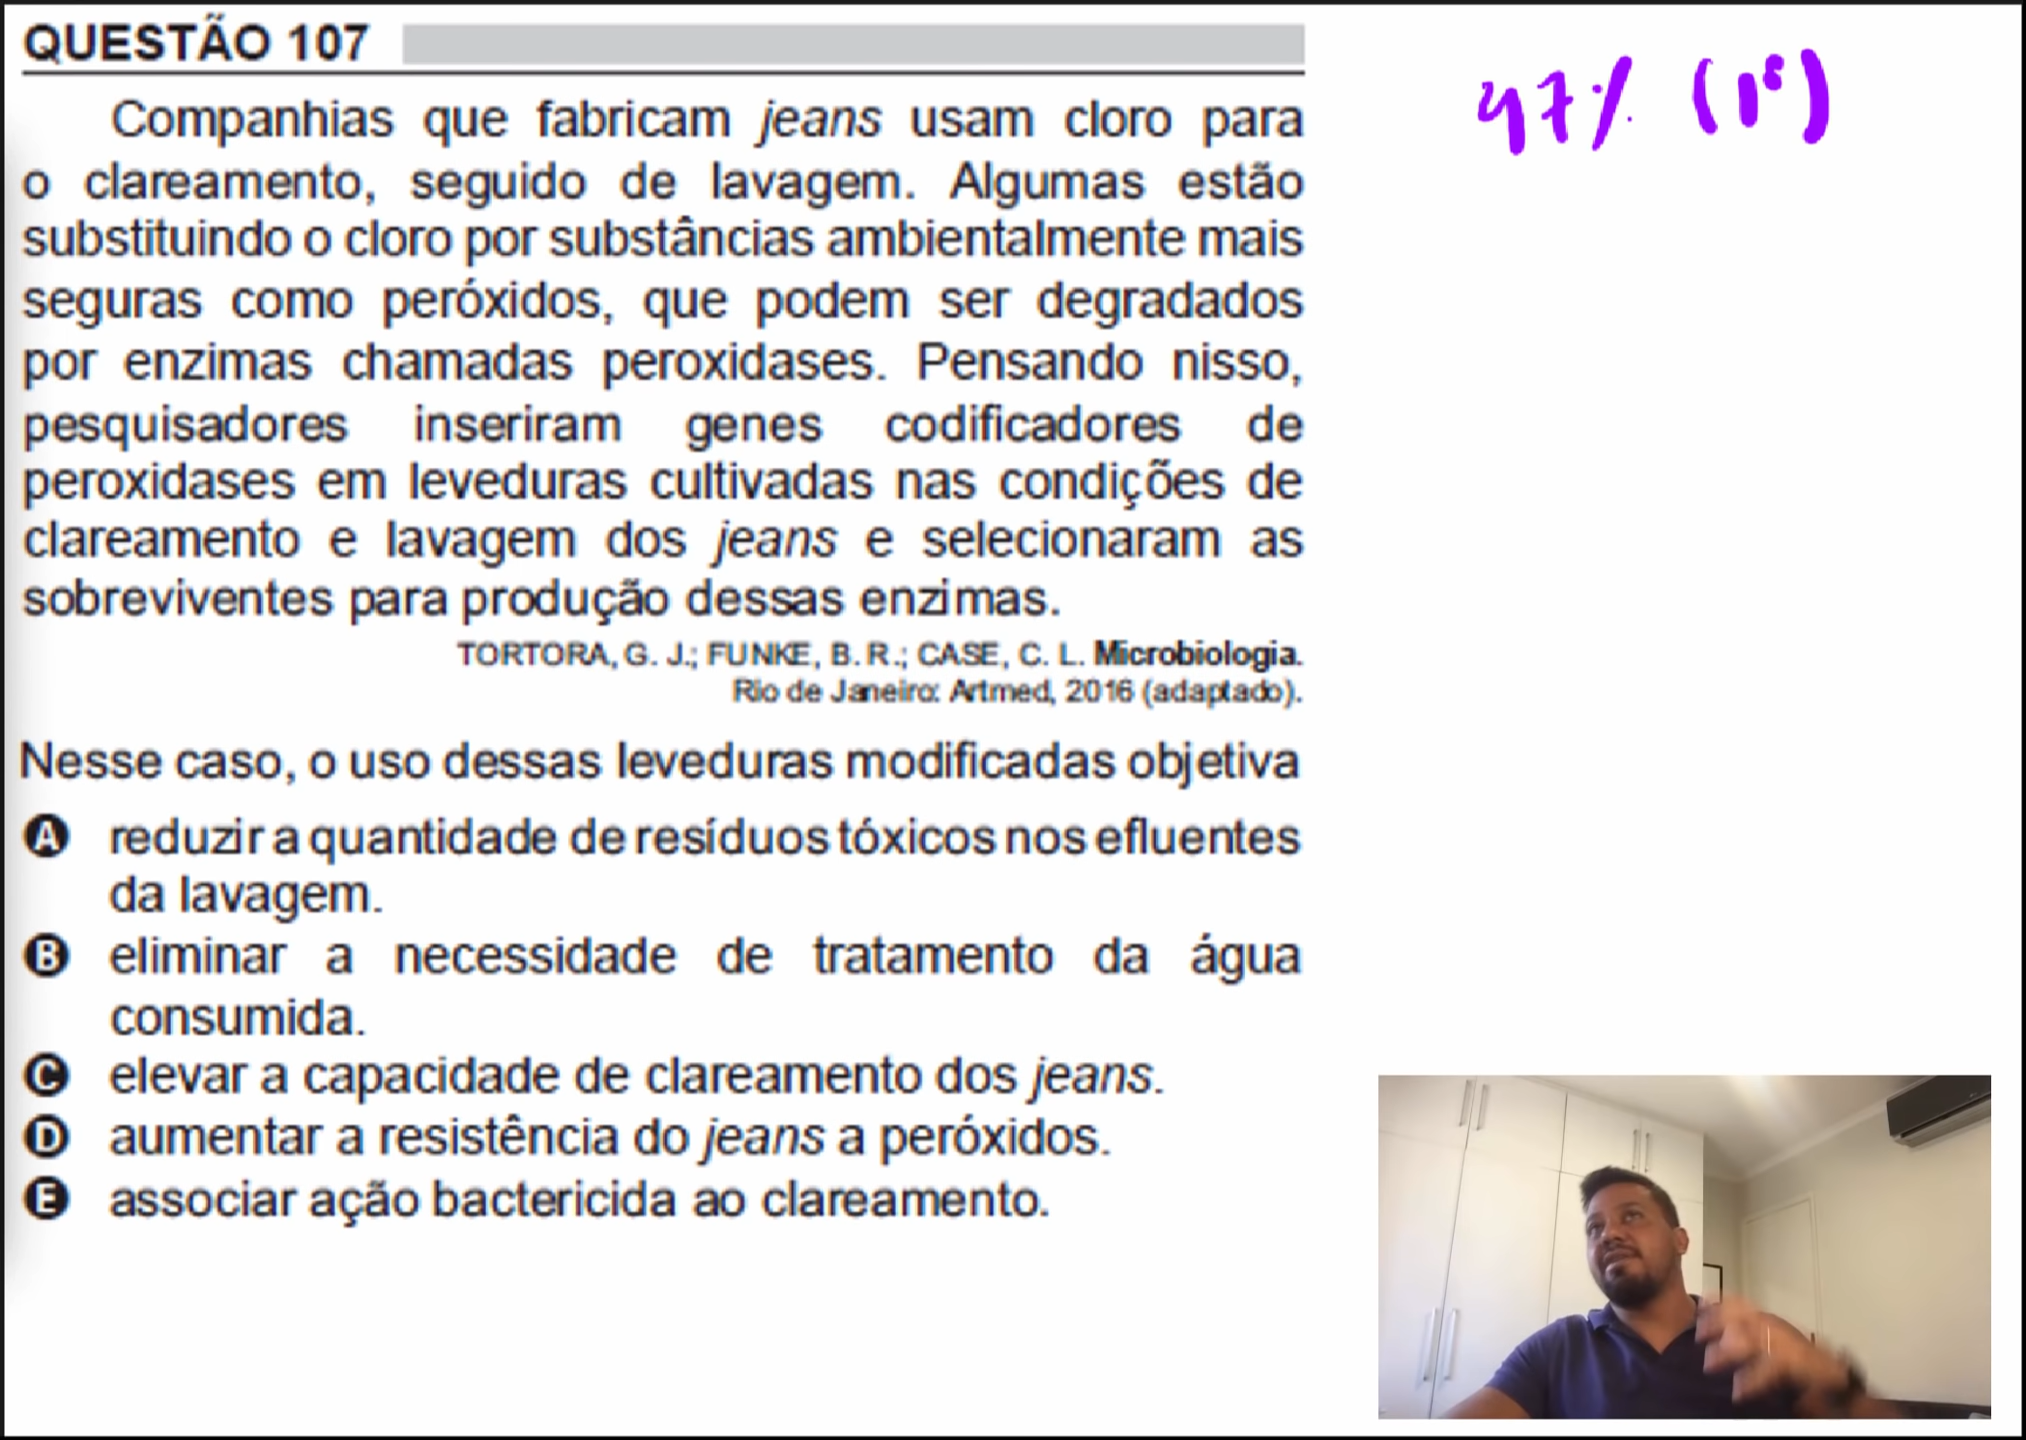 QUESTÃO 107
47% (1º)
Companhias que fabricam jeans usam cloro para
o clareamento, seguido de lavagem. Algumas estão
substituindo o cloro por substâncias ambientalmente mais
seguras como peróxidos, que podem ser degradados
por enzimas chamadas peroxidases. Pensando nisso,
pesquisadores inseriram genes codificadores de
peroxidases em leveduras cultivadas nas condições de
clareamento e lavagem dos jeans e selecionaram as
sobreviventes para produção dessas enzimas.
TORTORA, G. J.; FUNKE, B. R.; CASE, C. L. Microbiologia.
Rio de Janeiro: Artmed, 2016 (adaptado).
Nesse caso, o uso dessas leveduras modificadas objetiva
A reduzir a quantidade de resíduos tóxicos nos efluentes
da lavagem.
B eliminar a necessidade de tratamento da água
consumida.
C elevar a capacidade de clareamento dos jeans.
D aumentar a resistência do jeans a peróxidos.
E associar ação bactericida ao clareamento.